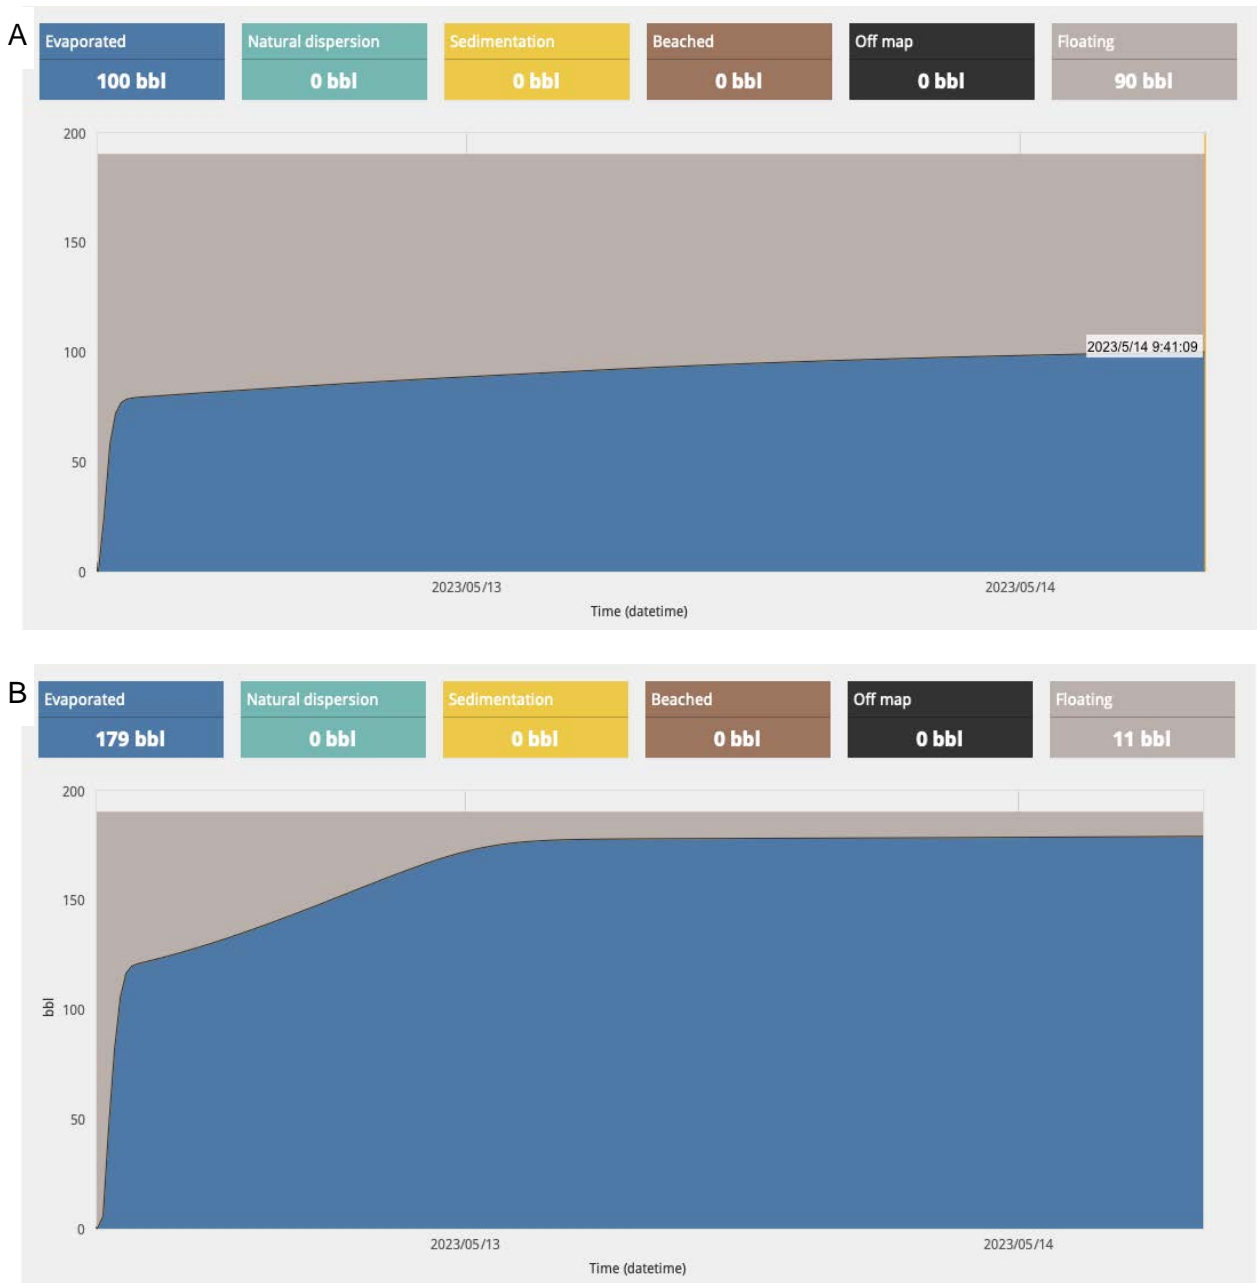 A
Evaporated Natural dispersion Sedimentation Beached Off map Floating
100 bbl 0 bbl 0 bbl 0 bbl 0 bbl 90 bbl
200
150
100
2023/5/14 9:41:09
50
0
2023/05/13 2023/05/14
Time (datetime)
B
Evaporated Natural dispersion Sedimentation Beached Off map Floating
179 bbl 0 bbl 0 bbl 0 bbl 0 bbl 11 bbl
200
150
bbl
100
50
0
2023/05/13 2023/05/14
Time (datetime)